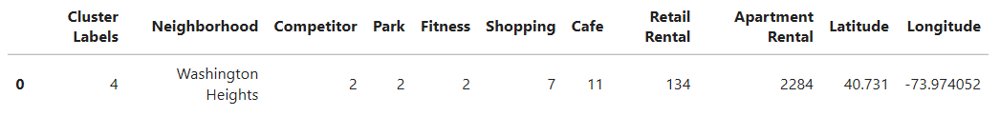 Cluster Labels Neighborhood Competitor Park Fitness Shopping Cafe Retail Rental Apartment Rental Latitude Longitude
0 4 Washington Heights 2 2 2 7 11 134 2284 40.731 -73.974052